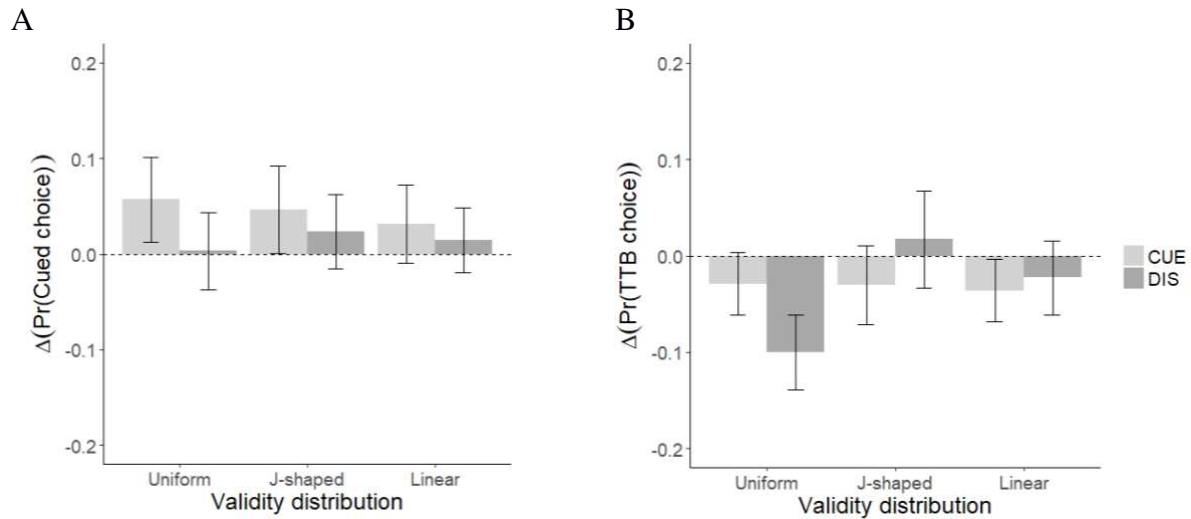 A
Δ(Pr(Cued choice))
0.2
0.1
0.0
-0.1
-0.2
Uniform J-shaped Linear
Validity distribution
B
Δ(Pr(TTB choice))
0.2
0.1
0.0
-0.1
-0.2
Uniform J-shaped Linear
Validity distribution
CUE
DIS